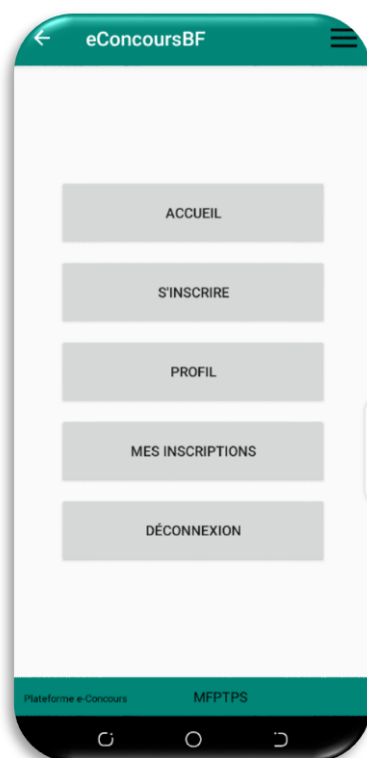 eConcoursBF
ACCUEIL
S'INSCRIRE
PROFIL
MES INSCRIPTIONS
DÉCONNEXION
Plateforme e-Concours MFPTPS